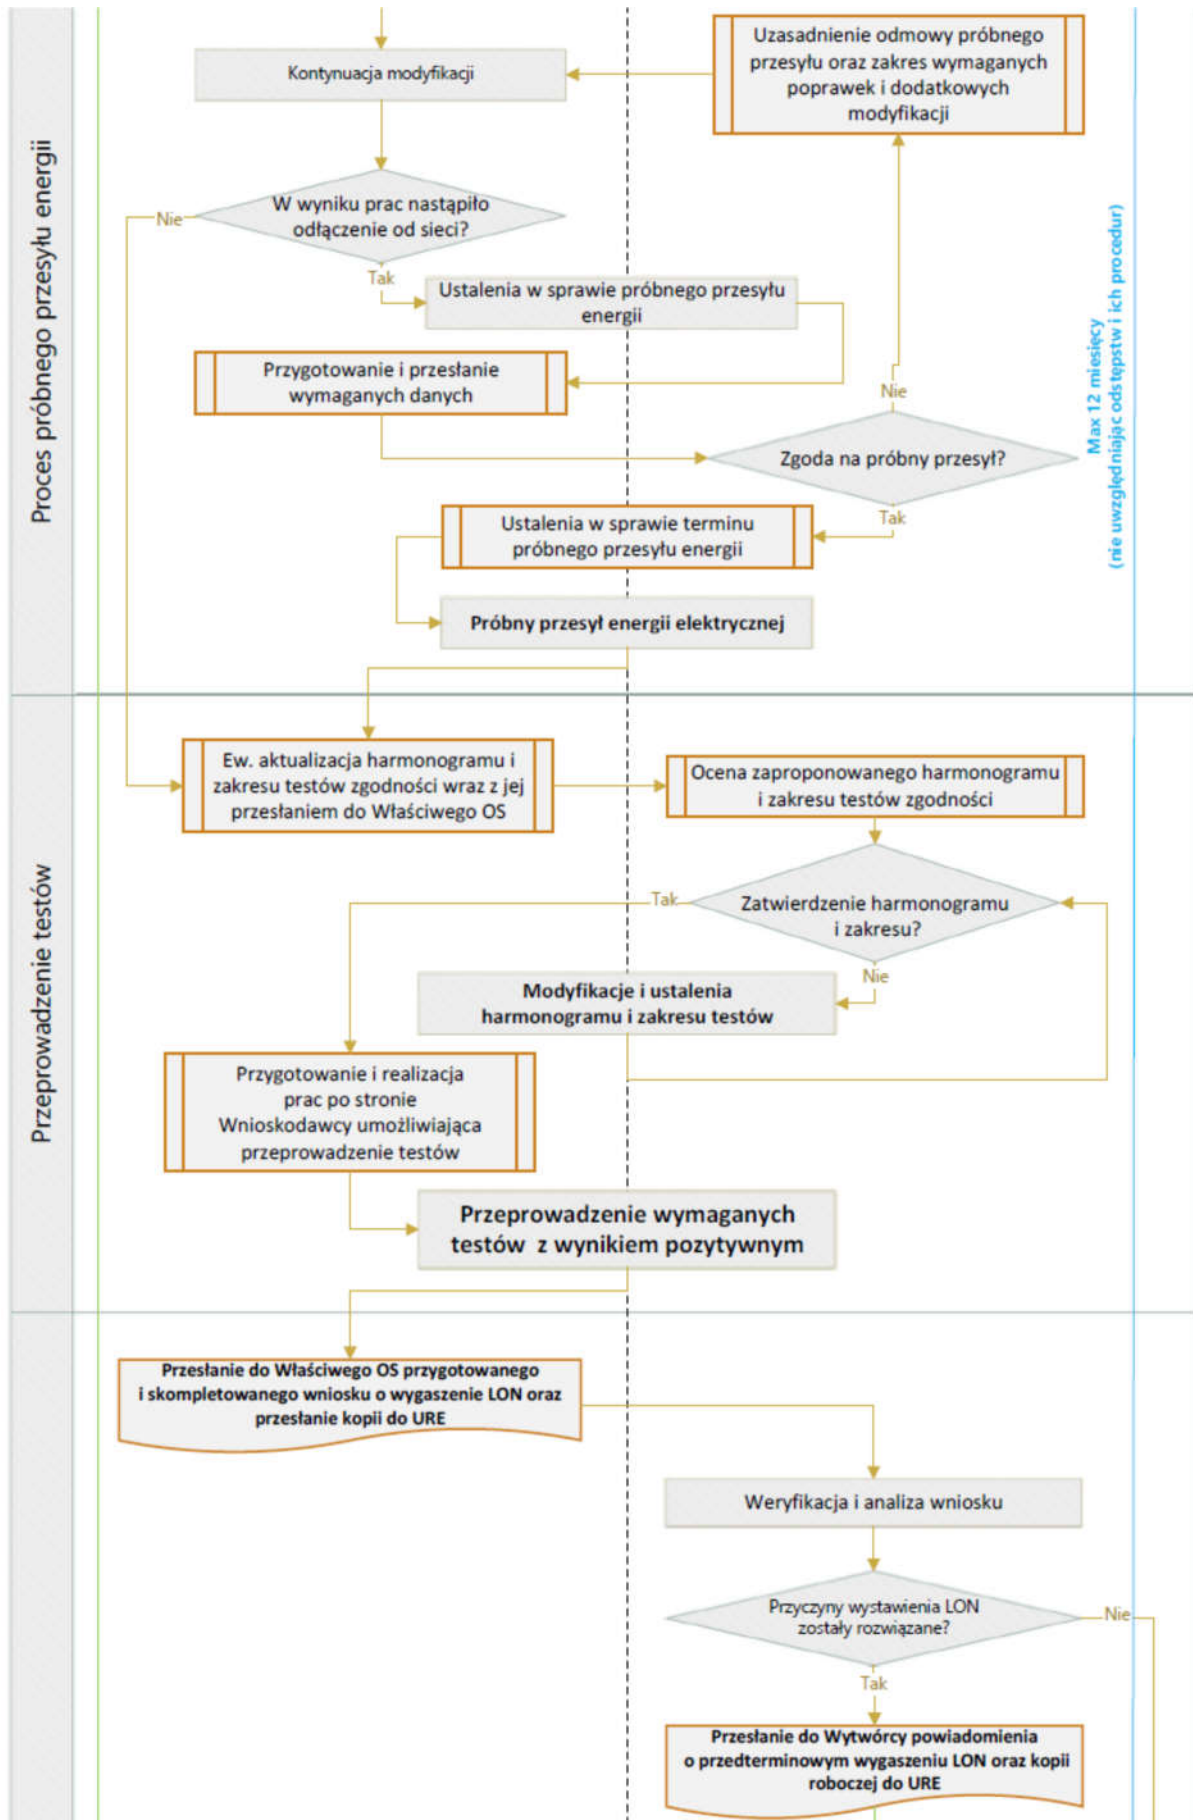 Proces próbnego przesyłu energii
Kontynuacja modyfikacji
Uzasadnienie odmowy próbnego
przesyłu oraz zakres wymaganych
poprawek i dodatkowych
modyfikacji
W wyniku prac nastąpiło
odłączenie od sieci?
Nie
Tak
Ustalenia w sprawie próbnego przesyłu
energii
Przygotowanie i przesłanie
wymaganych danych
Nie
Zgoda na próbny przesył?
Tak
Max 12 miesięcy
(nie uwzględniając odstępstw i ich procedur)
Ustalenia w sprawie terminu
próbnego przesyłu energii
Próbny przesył energii elektrycznej
Przeprowadzenie testów
Ew. aktualizacja harmonogramu i
zakresu testów zgodności wraz z jej
przesłaniem do Właściwego OS
Ocena zaproponowanego harmonogramu
i zakresu testów zgodności
Tak
Zatwierdzenie harmonogramu
i zakresu?
Nie
Modyfikacje i ustalenia
harmonogramu i zakresu testów
Przygotowanie i realizacja
prac po stronie
Wnioskodawcy umożliwiająca
przeprowadzenie testów
Przeprowadzenie wymaganych
testów z wynikiem pozytywnym
Przesłanie do Właściwego OS przygotowanego
i skompletowanego wniosku o wygaszenie LON oraz
przesłanie kopii do URE
Weryfikacja i analiza wniosku
Przyczyny wystawienia LON
zostały rozwiązane?
Nie
Tak
Przesłanie do Wytwórcy powiadomienia
o przedterminowym wygaszeniu LON oraz kopii
roboczej do URE